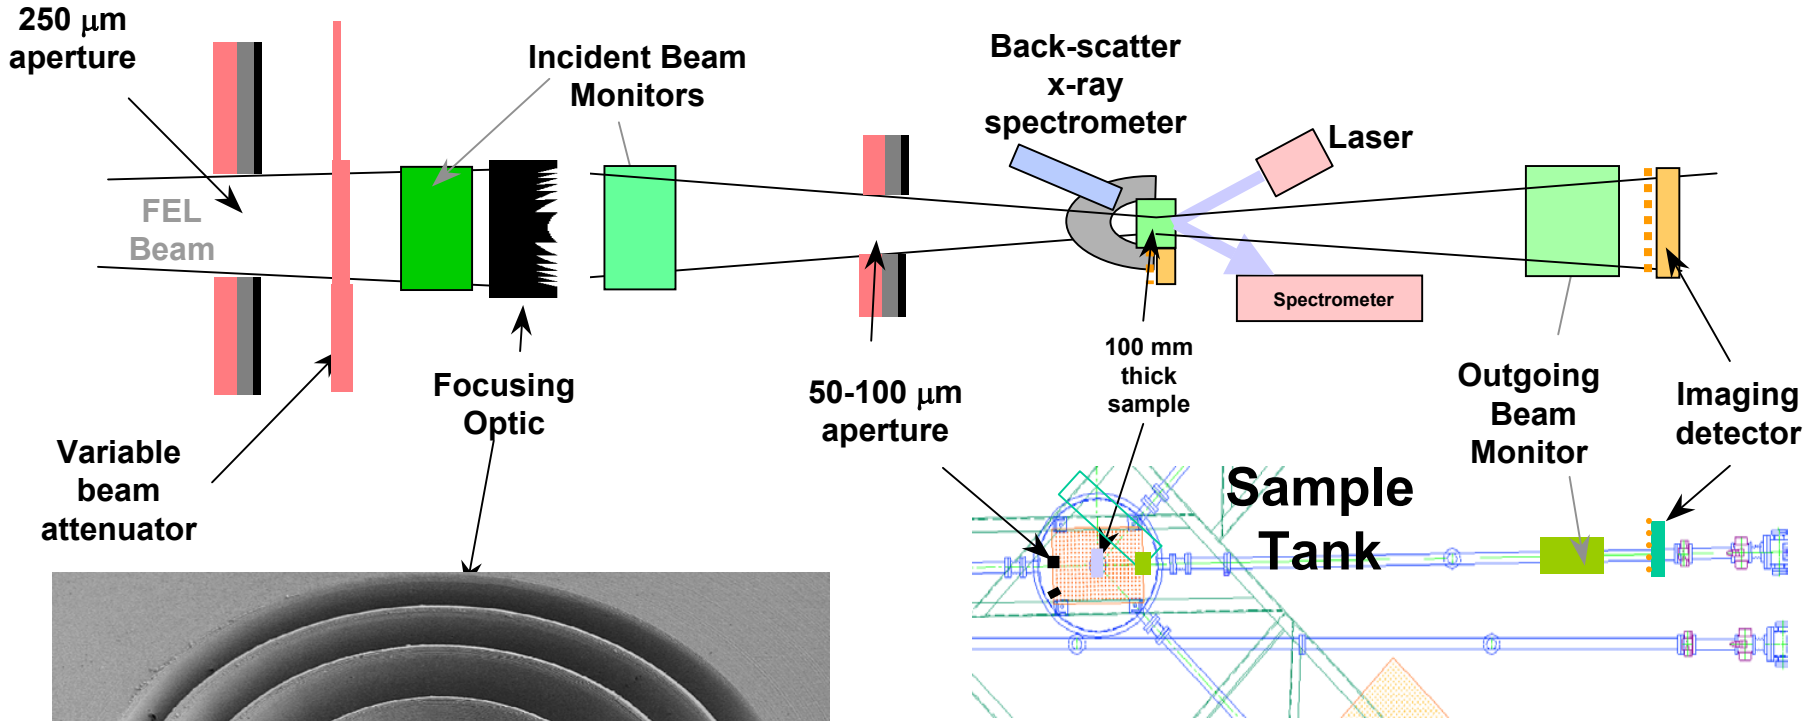 250 μm
aperture
Incident Beam
Monitors
Back-scatter
x-ray
spectrometer
Laser
FEL
Beam
Spectrometer
100 mm
thick
sample
Focusing
Optic
50-100 μm
aperture
Outgoing
Beam
Monitor
Imaging
detector
Variable
beam
attenuator
Sample
Tank